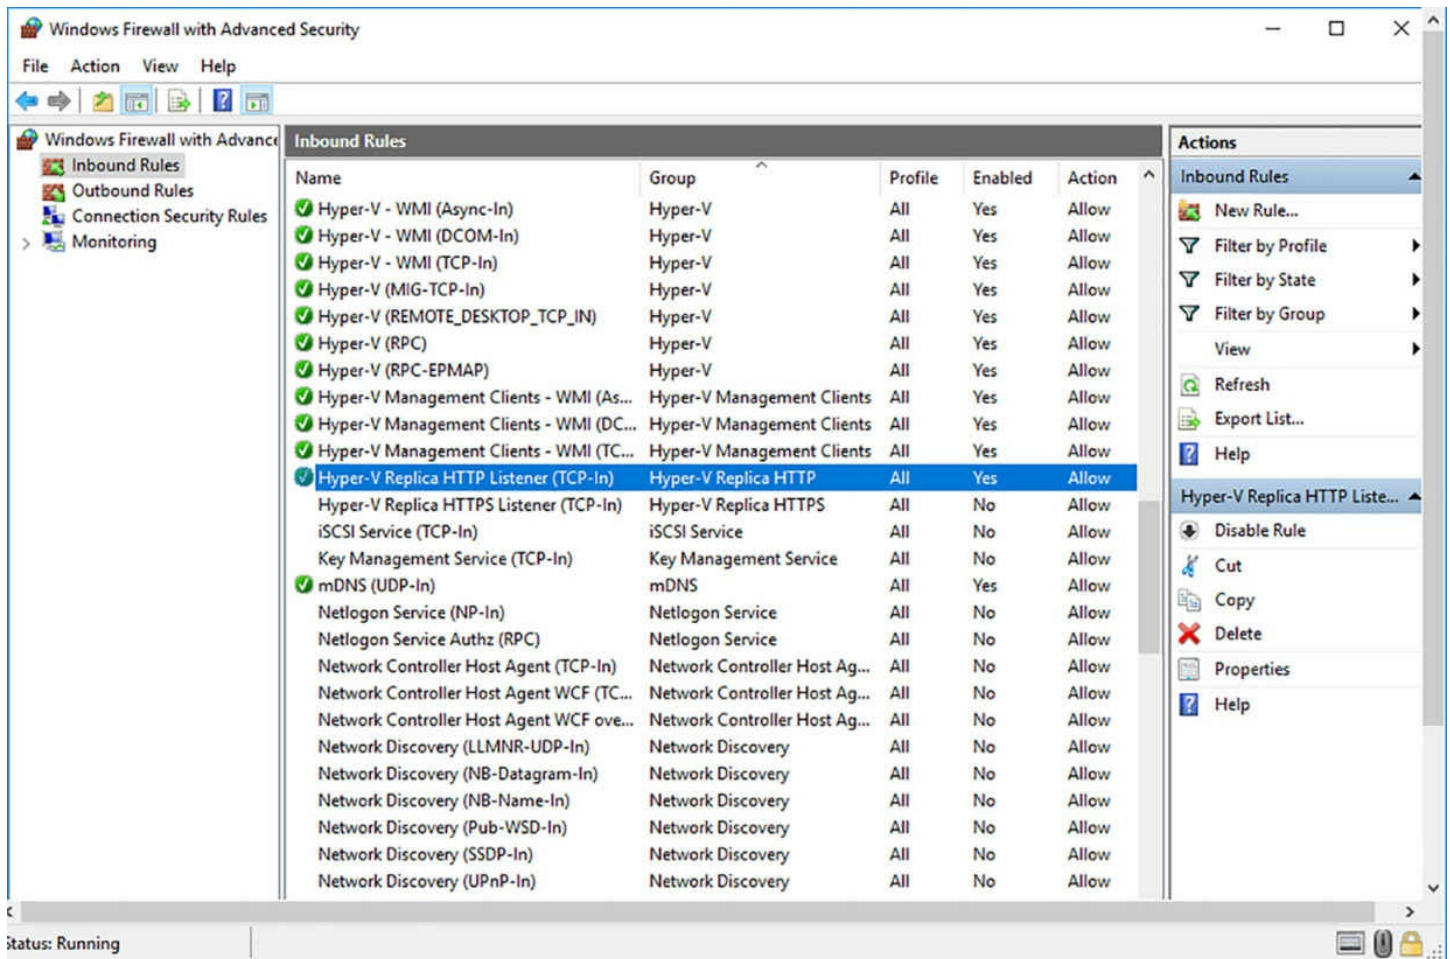 Windows Firewall with Advanced Security
File Action View Help
Windows Firewall with Advance
Inbound Rules
Outbound Rules
Connection Security Rules
Monitoring
Inbound Rules
Name Group Profile Enabled Action
Hyper-V - WMI (Async-In) Hyper-V All Yes Allow
Hyper-V - WMI (DCOM-In) Hyper-V All Yes Allow
Hyper-V - WMI (TCP-In) Hyper-V All Yes Allow
Hyper-V (MIG-TCP-In) Hyper-V All Yes Allow
Hyper-V (REMOTE_DESKTOP_TCP_IN) Hyper-V All Yes Allow
Hyper-V (RPC) Hyper-V All Yes Allow
Hyper-V (RPC-EPMAP) Hyper-V All Yes Allow
Hyper-V Management Clients - WMI (As... Hyper-V Management Clients All Yes Allow
Hyper-V Management Clients - WMI (DC... Hyper-V Management Clients All Yes Allow
Hyper-V Management Clients - WMI (TC... Hyper-V Management Clients All Yes Allow
Hyper-V Replica HTTP Listener (TCP-In) Hyper-V Replica HTTP All Yes Allow
Hyper-V Replica HTTPS Listener (TCP-In) Hyper-V Replica HTTPS All No Allow
iSCSI Service (TCP-In) iSCSI Service All No Allow
Key Management Service (TCP-In) Key Management Service All No Allow
mDNS (UDP-In) mDNS All Yes Allow
Netlogon Service (NP-In) Netlogon Service All No Allow
Netlogon Service Authz (RPC) Netlogon Service All No Allow
Network Controller Host Agent (TCP-In) Network Controller Host Ag... All No Allow
Network Controller Host Agent WCF (TC... Network Controller Host Ag... All No Allow
Network Controller Host Agent WCF ove... Network Controller Host Ag... All No Allow
Network Discovery (LLMNR-UDP-In) Network Discovery All No Allow
Network Discovery (NB-Datagram-In) Network Discovery All No Allow
Network Discovery (NB-Name-In) Network Discovery All No Allow
Network Discovery (Pub-WSD-In) Network Discovery All No Allow
Network Discovery (SSDP-In) Network Discovery All No Allow
Network Discovery (UPnP-In) Network Discovery All No Allow
Actions
Inbound Rules
New Rule...
Filter by Profile
Filter by State
Filter by Group
View
Refresh
Export List...
Help
Hyper-V Replica HTTP Liste...
Disable Rule
Cut
Copy
Delete
Properties
Help
Status: Running